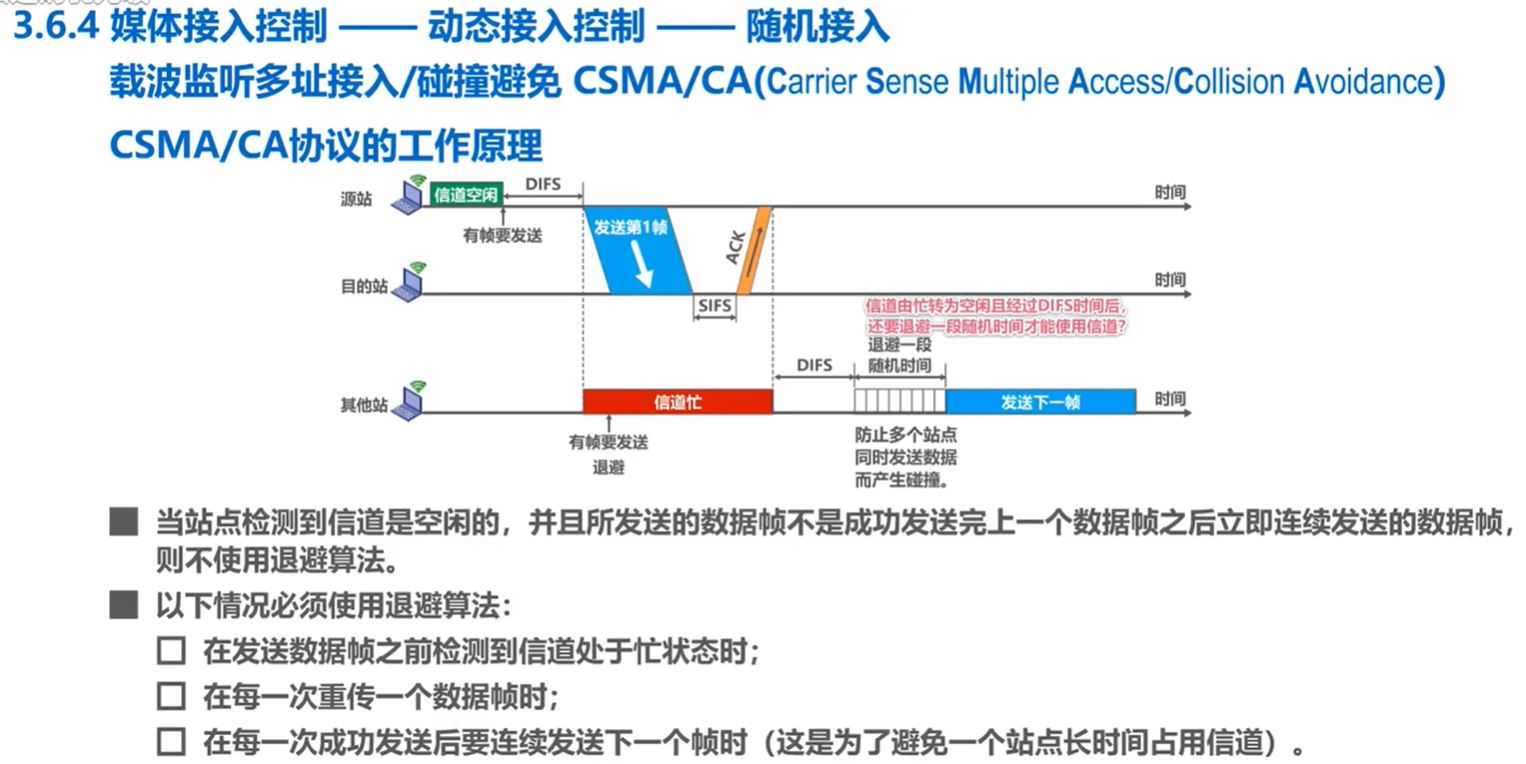 3.6.4 媒体接入控制 —— 动态接入控制 —— 随机接入
载波监听多址接入/碰撞避免 CSMA/CA(Carrier Sense Multiple Access/Collision Avoidance)
CSMA/CA协议的工作原理
源站
信道空闲
DIFS
时间
有帧要发送
发送第1帧
ACK
目的站
时间
SIFS
信道由忙转为空闲且经过DIFS时间后,
还要退避一段随机时间才能使用信道?
退避一段
随机时间
DIFS
其他站
信道忙
发送下一帧
时间
有帧要发送
退避
防止多个站点
同时发送数据
而产生碰撞。
当站点检测到信道是空闲的，并且所发送的数据帧不是成功发送完上一个数据帧之后立即连续发送的数据帧，
则不使用退避算法。
以下情况必须使用退避算法：
在发送数据帧之前检测到信道处于忙状态时；
在每一次重传一个数据帧时；
在每一次成功发送后要连续发送下一个帧时（这是为了避免一个站点长时间占用信道）。